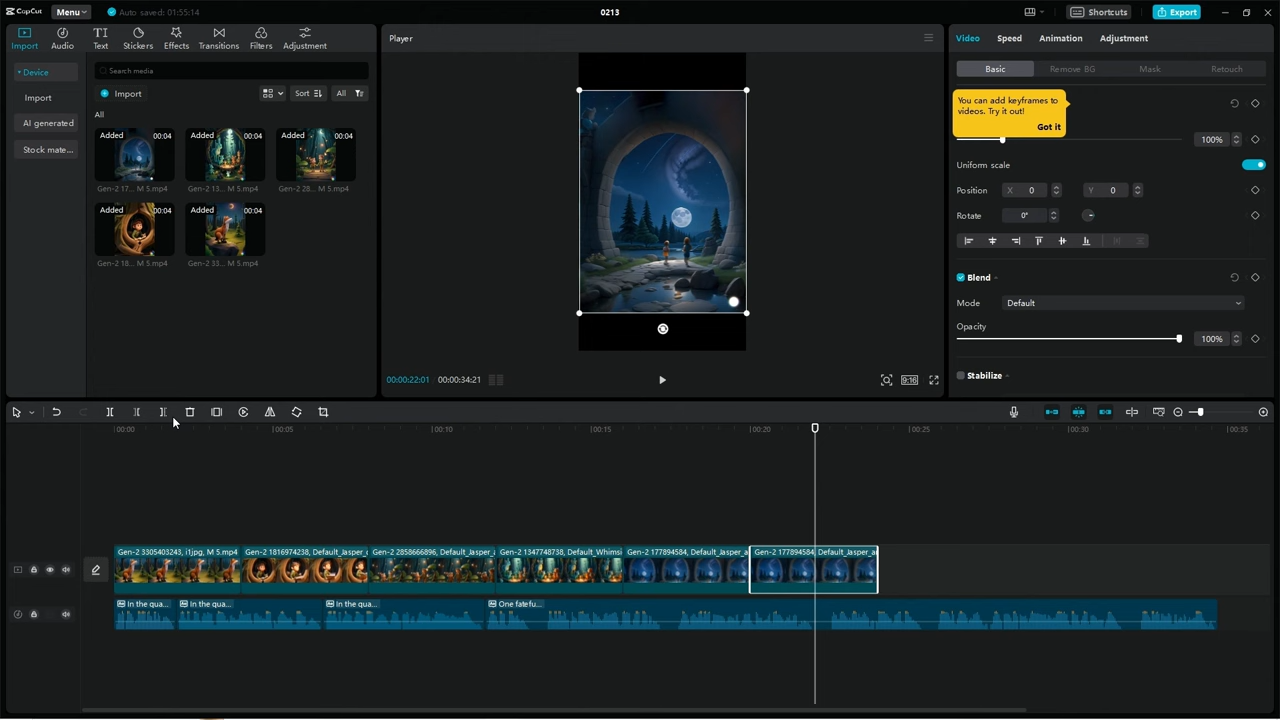 CapCut
Menu
Auto saved: 01:55:14
0213
Shortcuts
Export
Import
Audio
Text
Stickers
Effects
Transitions
Filters
Adjustment
Device
Import
AI generated
Stock mate...
Search media
Import
Sort
All
All
Added 00:04
Added 00:04
Added 00:04
Gen-2 17... M 5.mp4
Gen-2 13... M 5.mp4
Gen-2 28... M 5.mp4
Added 00:04
Added 00:04
Gen-2 18... M 5.mp4
Gen-2 33... M 5.mp4
Player
00:00:22:01
00:00:34:21
9:16
Video
Speed
Animation
Adjustment
Basic
Remove BG
Mask
Retouch
You can add keyframes to
videos. Try it out!
Got it
100%
Uniform scale
Position X 0 Y 0
Rotate 0°
Blend
Mode Default
Opacity
100%
Stabilize
00:00
00:05
00:10
00:15
00:20
00:25
00:30
00:35
Gen-2 3305403243, i1jpg, M 5.mp4
Gen-2 1816974238, Default_Jasper_c
Gen-2 2858666896, Default_Jasper_
Gen-2 1347748738, Default_Whimsi
Gen-2 177894584, Default_Jasper_a
Gen-2 177894584, Default_Jasper_a
In the qua...
In the qua...
In the qua...
One fatefu...